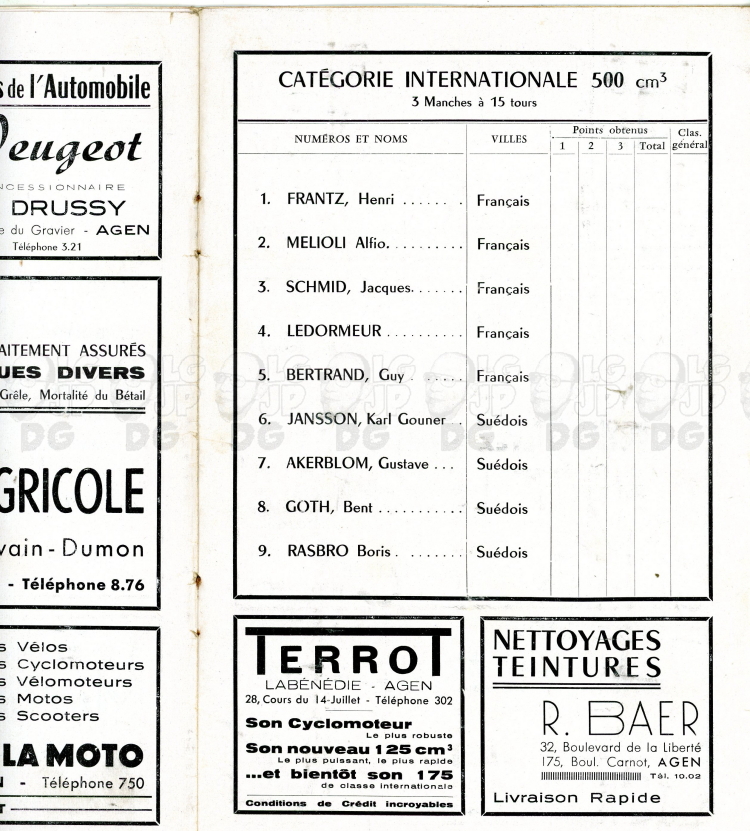 de l'Automobile
Peugeot
DRUSSY
du Gravier - AGEN
Téléphone 3.21
ASSURÉS
DIVERS
Grêle, Mortalité du Bétail
- Dumon
- Téléphone 8.76
Vélos
Cyclomoteurs
Vélomoteurs
Motos
Scooters
LA MOTO
- Téléphone 750
CATÉGORIE INTERNATIONALE 500 cm³
3 Manches à 15 tours
NUMÉROS ET NOMS VILLES Points obtenus Clas. général
1 2 3 Total
1. FRANTZ, Henri ....... Français
2. MELIOLI Alfio.......... Français
3. SCHMID, Jacques....... Français
4. LEDORMEUR .......... Français
5. BERTRAND, Guy ....... Français
6. JANSSON, Karl Gouner .. Suédois
7. AKERBLOM, Gustave ... Suédois
8. GOTH, Bent ........... Suédois
9. RASBRO Boris. ....... Suédois
TERROT
LABÉNÉDIE - AGEN
28, Cours du 14-Juillet - Téléphone 302
Son Cyclomoteur
Le plus robuste
Son nouveau 125 cm³
Le plus puissant, le plus rapide
...et bientôt son 175
de classe internationale
Conditions de Crédit incroyables
NETTOYAGES
TEINTURES
R. BAER
32, Boulevard de la Liberté
175, Boul. Carnot, AGEN
Tél. 10.02
Livraison Rapide
LG JP DG